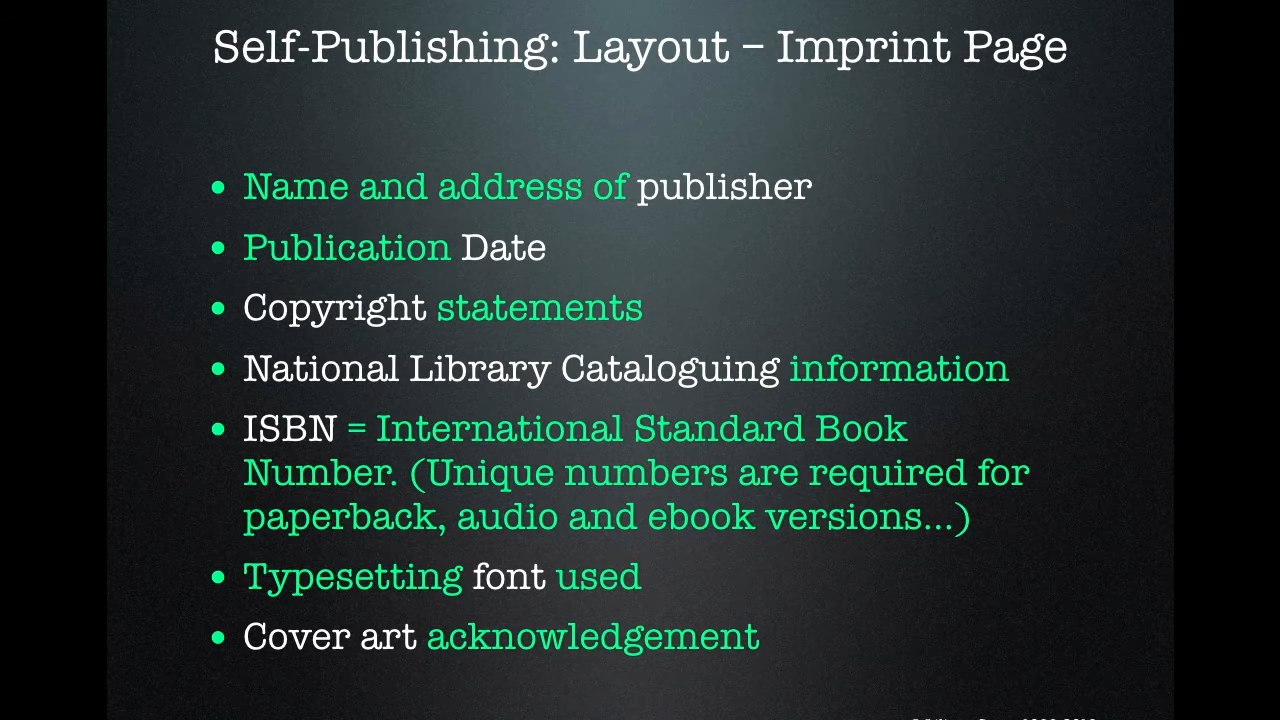 Self-Publishing: Layout – Imprint Page
• Name and address of publisher
• Publication Date
• Copyright statements
• National Library Cataloguing information
• ISBN = International Standard Book
Number. (Unique numbers are required for
paperback, audio and ebook versions...)
• Typesetting font used
• Cover art acknowledgement